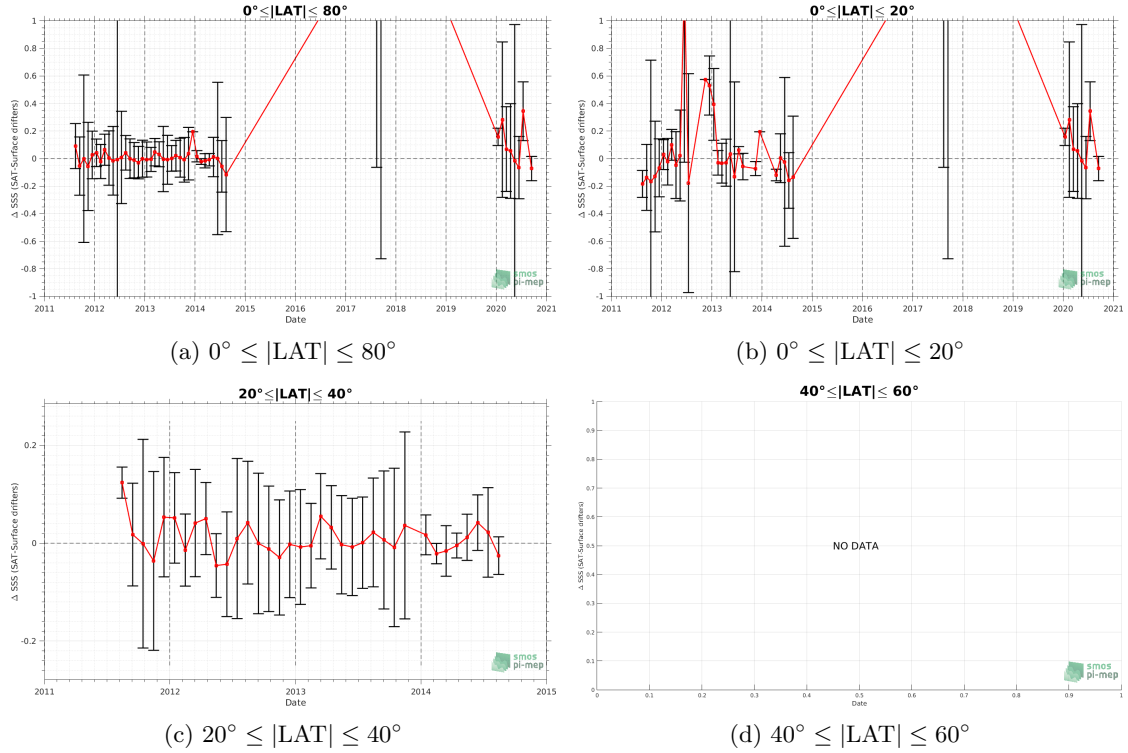 0°≤|LAT|≤ 80°
Δ SSS (SAT-Surface drifters)
1
0.8
0.6
0.4
0.2
0
-0.2
-0.4
-0.6
-0.8
-1
2011 2012 2013 2014 2015 2016 2017 2018 2019 2020 2021
Date
smos
pi-mep
(a) 0° ≤ |LAT| ≤ 80°
0°≤|LAT|≤ 20°
Δ SSS (SAT-Surface drifters)
1
0.8
0.6
0.4
0.2
0
-0.2
-0.4
-0.6
-0.8
-1
2011 2012 2013 2014 2015 2016 2017 2018 2019 2020 2021
Date
smos
pi-mep
(b) 0° ≤ |LAT| ≤ 20°
20°≤|LAT|≤ 40°
Δ SSS (SAT-Surface drifters)
0.2
0
-0.2
2011 2012 2013 2014 2015
Date
smos
pi-mep
(c) 20° ≤ |LAT| ≤ 40°
40°≤|LAT|≤ 60°
Δ SSS (SAT-Surface drifters)
1
0.9
0.8
0.7
0.6
0.5
0.4
0.3
0.2
0.1
0
NO DATA
0 0.1 0.2 0.3 0.4 0.5 0.6 0.7 0.8 0.9 1
Date
smos
pi-mep
(d) 40° ≤ |LAT| ≤ 60°